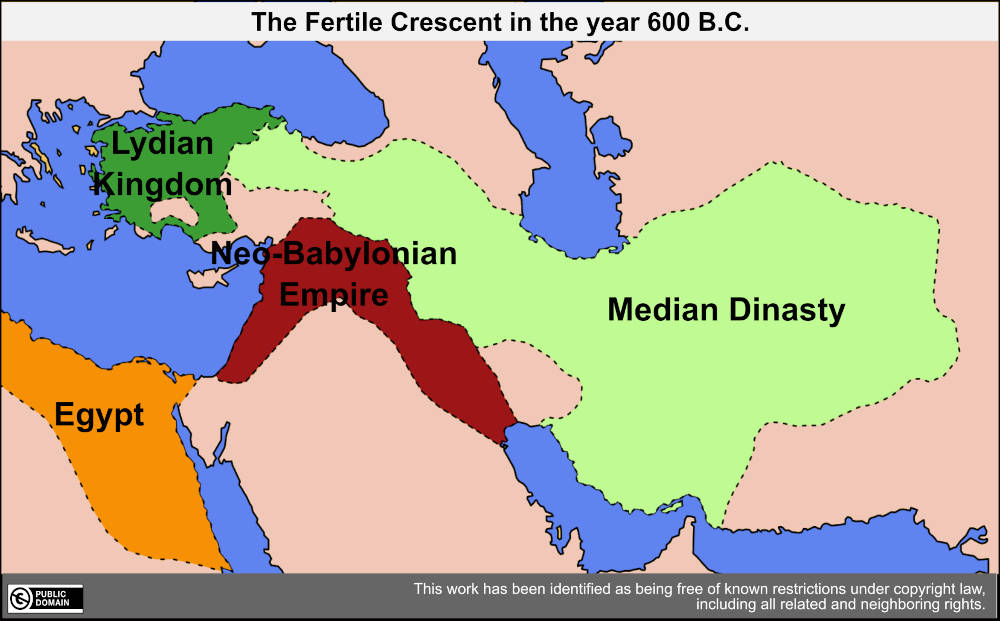 The Fertile Crescent in the year 600 B.C.
Lydian
Kingdom
Neo-Babylonian
Empire
Median Dinasty
Egypt
PUBLIC
DOMAIN
This work has been identified as being free of known restrictions under copyright law,
including all related and neighboring rights.